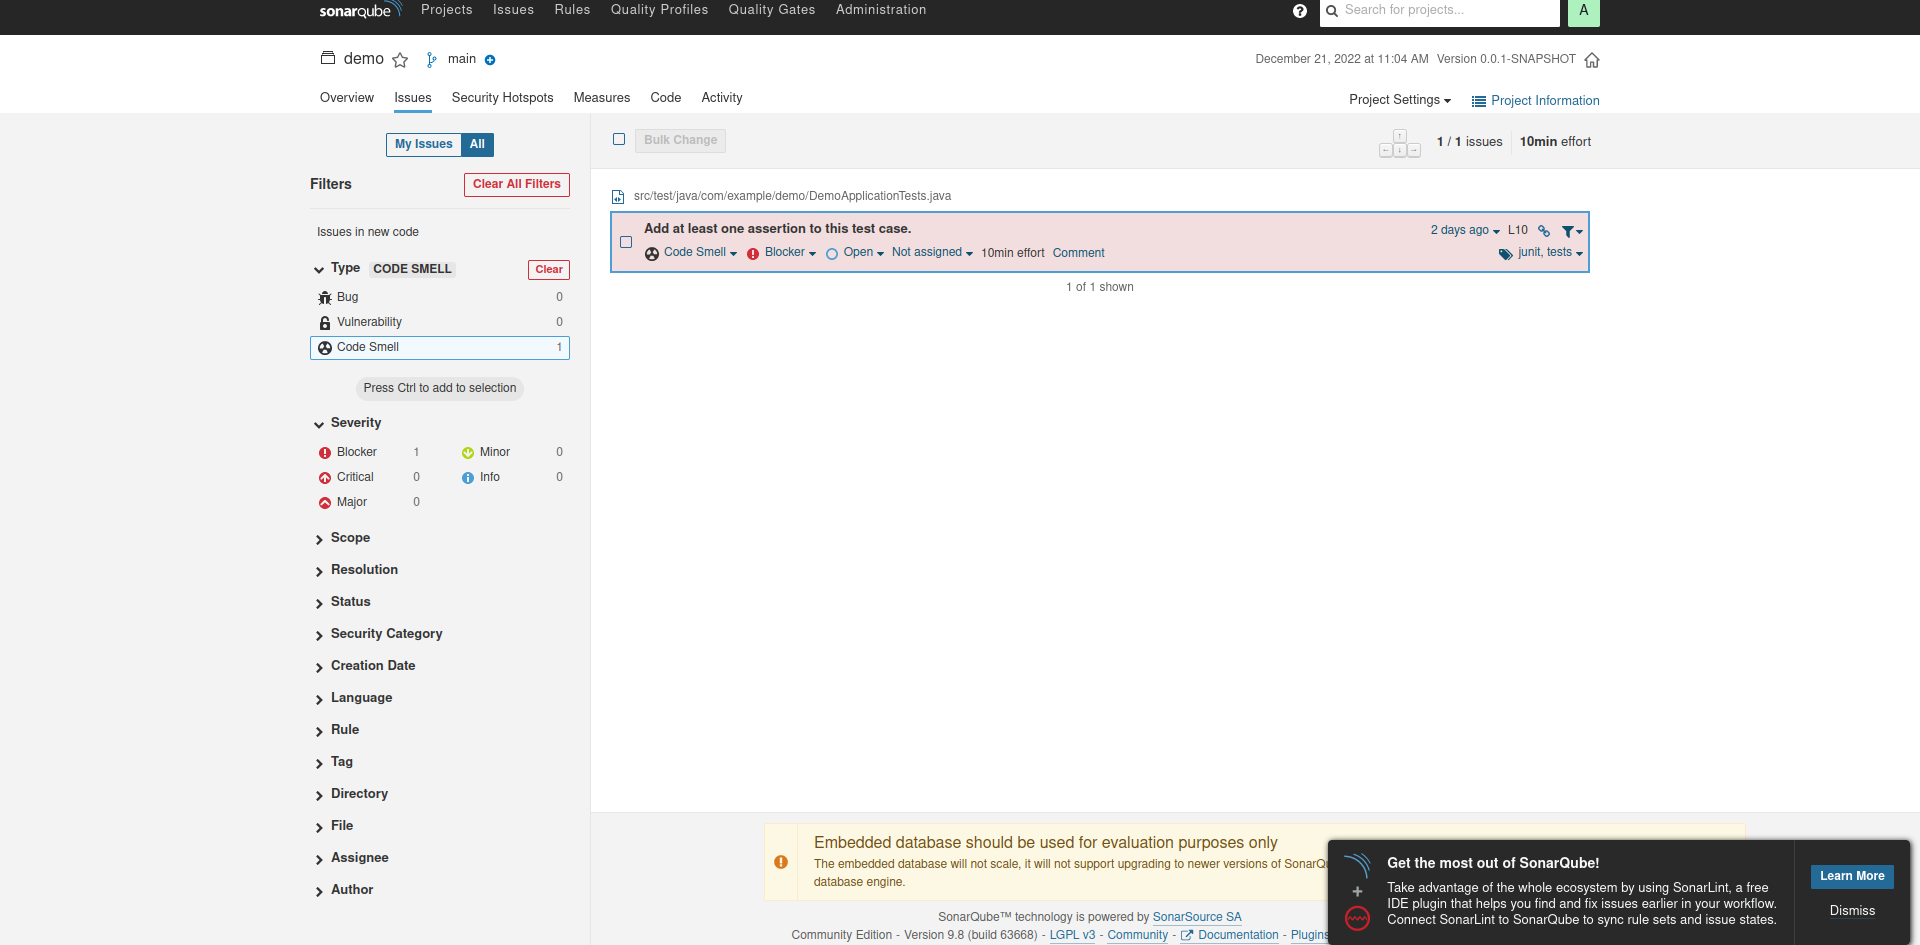 sonarqube Projects Issues Rules Quality Profiles Quality Gates Administration ? Search for projects... A
demo main December 21, 2022 at 11:04 AM Version 0.0.1-SNAPSHOT
Overview Issues Security Hotspots Measures Code Activity Project Settings Project Information
My Issues All
Bulk Change 1 / 1 issues 10min effort
Filters Clear All Filters
Issues in new code
Type CODE SMELL Clear
Bug 0
Vulnerability 0
Code Smell 1
Press Ctrl to add to selection
Severity
Blocker 1 Minor 0
Critical 0 Info 0
Major 0
Scope
Resolution
Status
Security Category
Creation Date
Language
Rule
Tag
Directory
File
Assignee
Author
src/test/java/com/example/demo/DemoApplicationTests.java
Add at least one assertion to this test case. 2 days ago L10
Code Smell Blocker Open Not assigned 10min effort Comment junit, tests
1 of 1 shown
Embedded database should be used for evaluation purposes only
The embedded database will not scale, it will not support upgrading to newer versions of SonarQu
database engine.
SonarQube™ technology is powered by SonarSource SA
Community Edition - Version 9.8 (build 63668) - LGPL v3 - Community - Documentation - Plugins
Get the most out of SonarQube!
Take advantage of the whole ecosystem by using SonarLint, a free
IDE plugin that helps you find and fix issues earlier in your workflow.
Connect SonarLint to SonarQube to sync rule sets and issue states.
Learn More
Dismiss